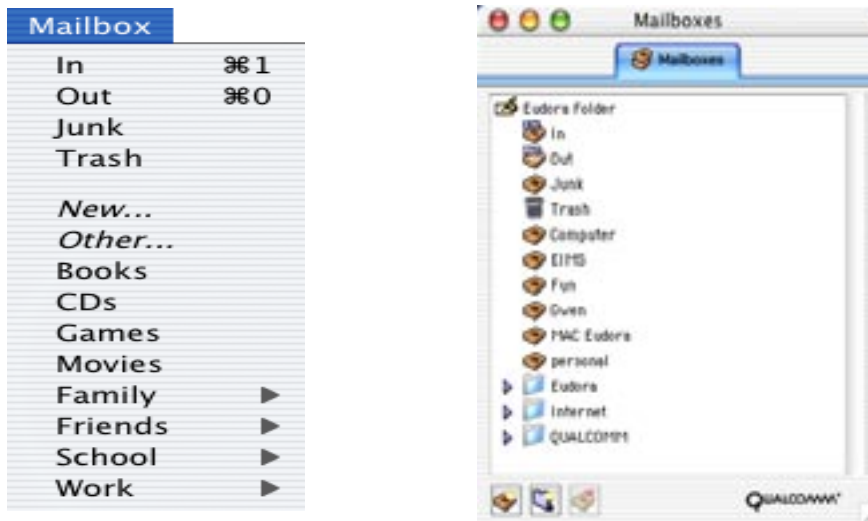 Mailbox
In ⌘1
Out ⌘0
Junk
Trash
New...
Other...
Books
CDs
Games
Movies
Family
Friends
School
Work
Mailboxes
Mailboxes
Eudora Folder
In
Out
Junk
Trash
Computer
EIMS
Fun
Gwen
MAC Eudora
personal
Eudora
Internet
QUALCOMM
QUALCOMM